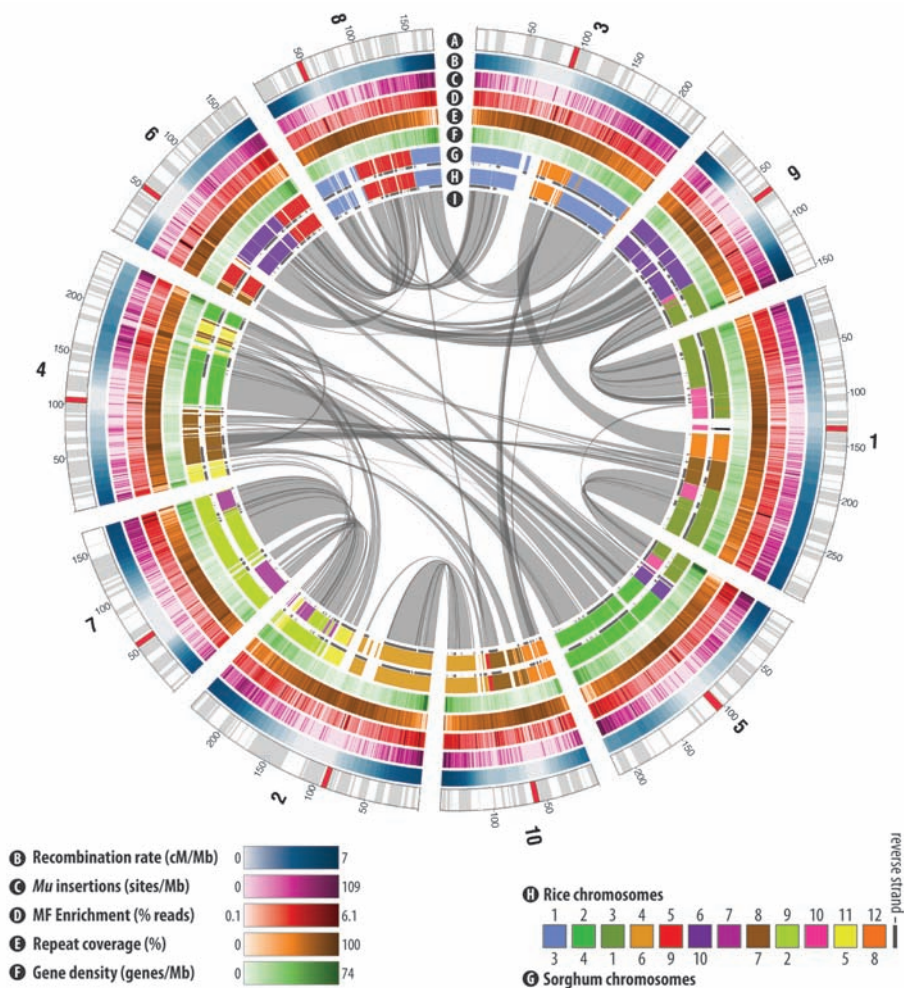 8
3
9
1
5
10
2
7
4
6
50
100
150
50
100
150
200
50
100
150
50
100
150
200
250
50
100
150
200
50
100
50
100
150
200
50
100
150
50
100
150
200
50
100
150
A
B
C
D
E
F
G
H
I
B Recombination rate (cM/Mb) 0 7
C Mu insertions (sites/Mb) 0 109
D MF Enrichment (% reads) 0.1 6.1
E Repeat coverage (%) 0 100
F Gene density (genes/Mb) 0 74
reverse strand –
H Rice chromosomes
1 2 3 4 5 6 7 8 9 10 11 12
3 4 1 6 9 10 7 2 5 8
G Sorghum chromosomes